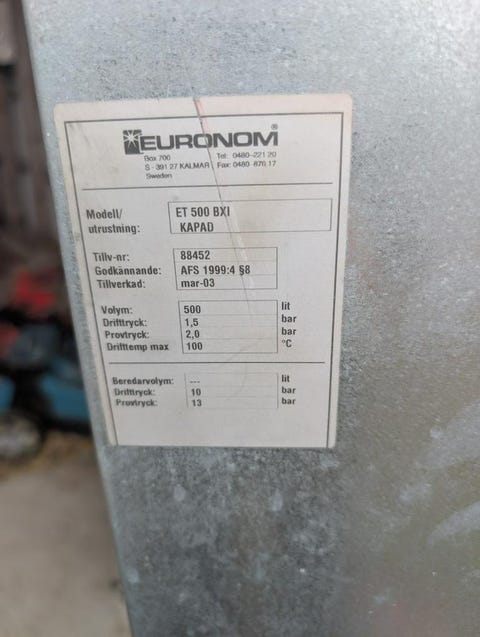 EURONOM®
Box 700 Tel: 0480-221 20
S - 391 27 KALMAR Fax: 0480-876 17
Sweden
Modell/ ET 500 BXI
utrustning: KAPAD
Tillv-nr: 88452
Godkännande: AFS 1999:4 §8
Tillverkad: mar-03
Volym: 500 lit
Drifttryck: 1,5 bar
Provtryck: 2,0 bar
Drifttemp max 100 °C
Beredarvolym: --- lit
Drifttryck: 10 bar
Provtryck: 13 bar